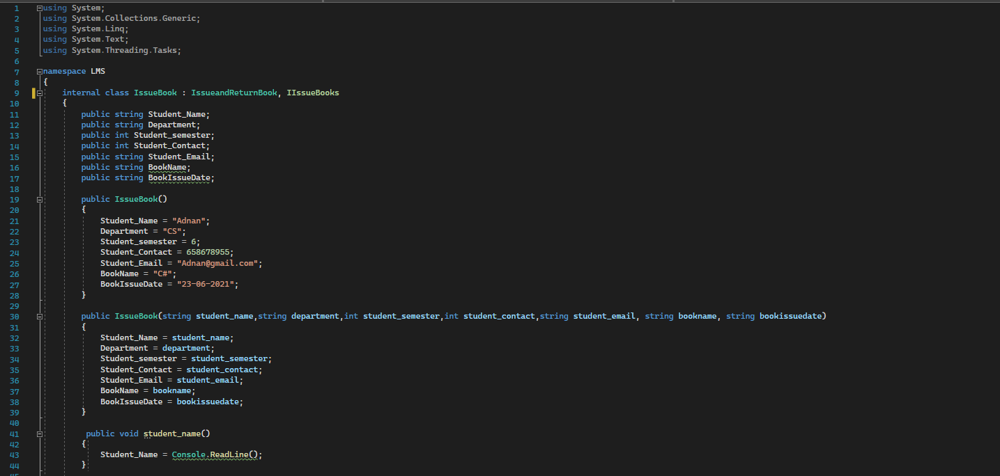 1 using System;
2 using System.Collections.Generic;
3 using System.Linq;
4 using System.Text;
5 using System.Threading.Tasks;
6
7 namespace LMS
8 {
9 internal class IssueBook : IssueandReturnBook, IIssueBooks
10 {
11 public string Student_Name;
12 public string Department;
13 public int Student_semester;
14 public int Student_Contact;
15 public string Student_Email;
16 public string BookName;
17 public string BookIssueDate;
18
19 public IssueBook()
20 {
21 Student_Name = "Adnan";
22 Department = "CS";
23 Student_semester = 6;
24 Student_Contact = 658678955;
25 Student_Email = "Adnan@gmail.com";
26 BookName = "C#";
27 BookIssueDate = "23-06-2021";
28 }
29
30 public IssueBook(string student_name,string department,int student_semester,int student_contact,string student_email, string bookname, string bookissuedate)
31 {
32 Student_Name = student_name;
33 Department = department;
34 Student_semester = student_semester;
35 Student_Contact = student_contact;
36 Student_Email = student_email;
37 BookName = bookname;
38 BookIssueDate = bookissuedate;
39 }
40
41 public void student_name()
42 {
43 Student_Name = Console.ReadLine();
44 }